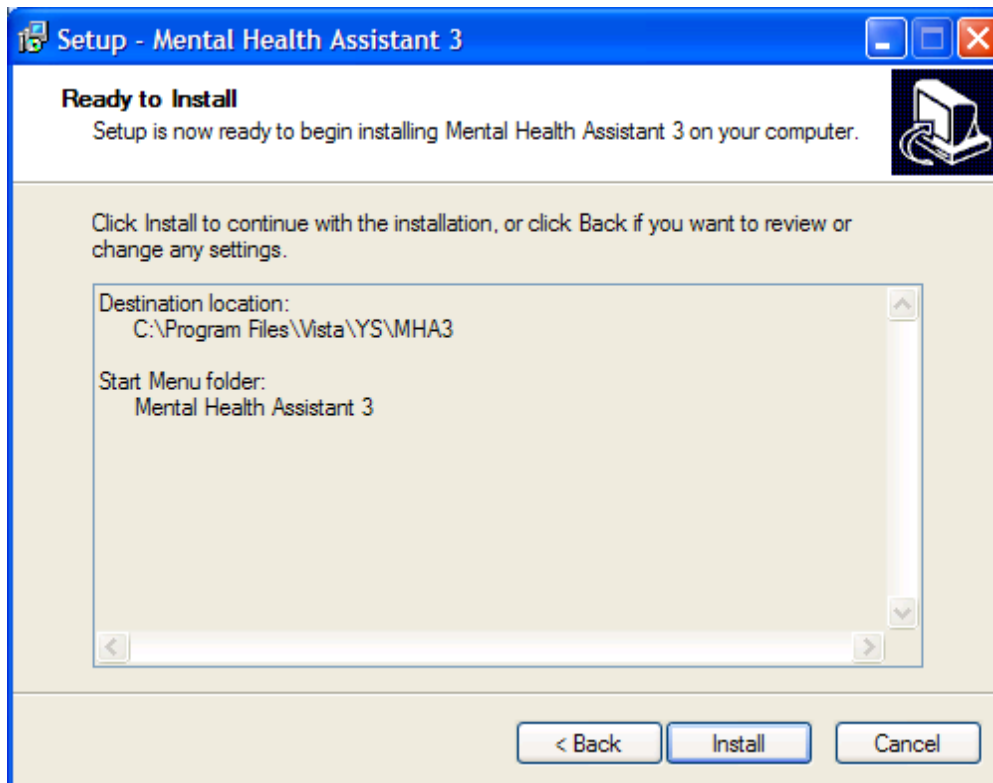 Setup - Mental Health Assistant 3
Ready to Install
Setup is now ready to begin installing Mental Health Assistant 3 on your computer.
Click Install to continue with the installation, or click Back if you want to review or
change any settings.
Destination location:
C:\Program Files\Vista\YS\MHA3
Start Menu folder:
Mental Health Assistant 3
< Back Install Cancel